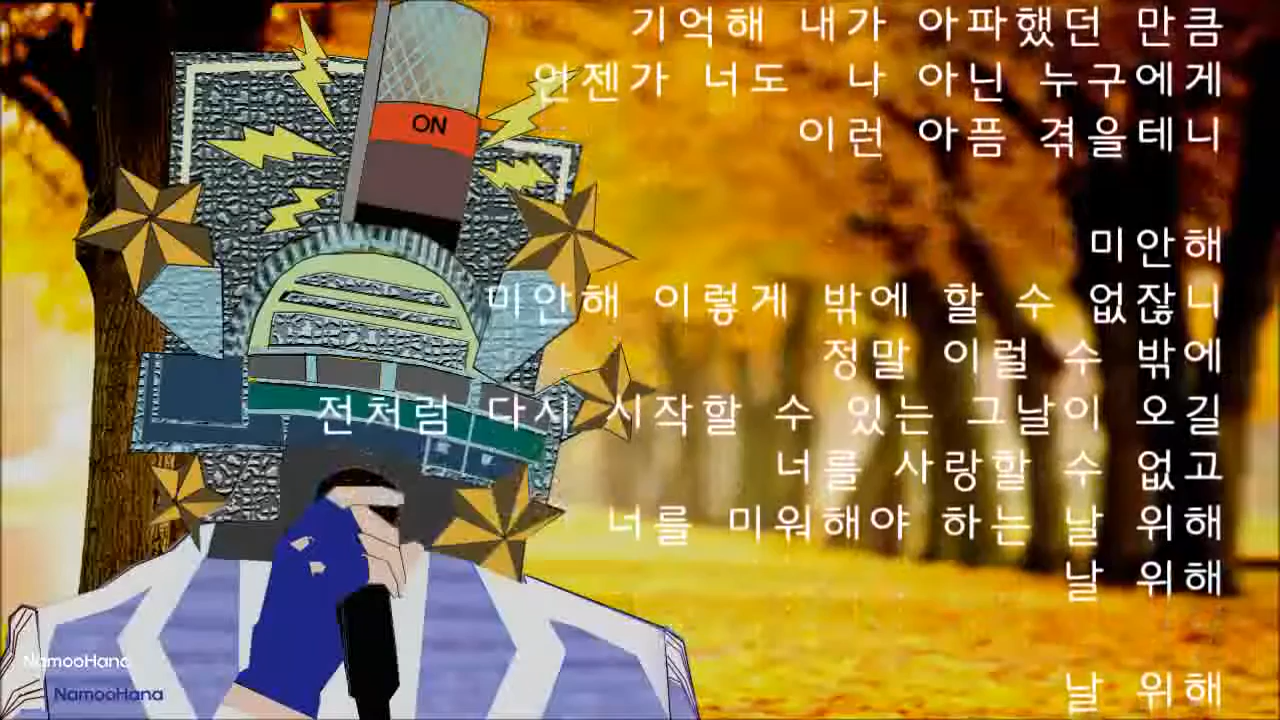 기억해 내가 아파했던 만큼
언젠가 너도 나 아닌 누구에게
이런 아픔 겪을테니
미안해
미안해 이렇게 밖에 할 수 없잖니
정말 이럴 수 밖에
전처럼 다시 시작할 수 있는 그날이 오길
너를 사랑할 수 없고
너를 미워해야 하는 날 위해
날 위해
날 위해
ON
NamooHana
NamooHana